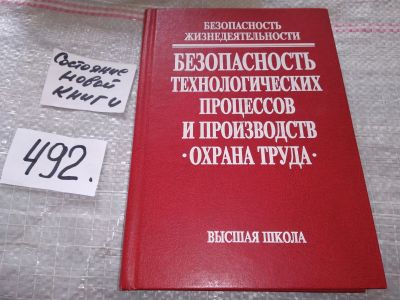 Состояние
новой
книги
492.
БЕЗОПАСНОСТЬ
ЖИЗНЕДЕЯТЕЛЬНОСТИ
БЕЗОПАСНОСТЬ
ТЕХНОЛОГИЧЕСКИХ
ПРОЦЕССОВ
И ПРОИЗВОДСТВ
· ОХРАНА ТРУДА ·
ВЫСШАЯ ШКОЛА